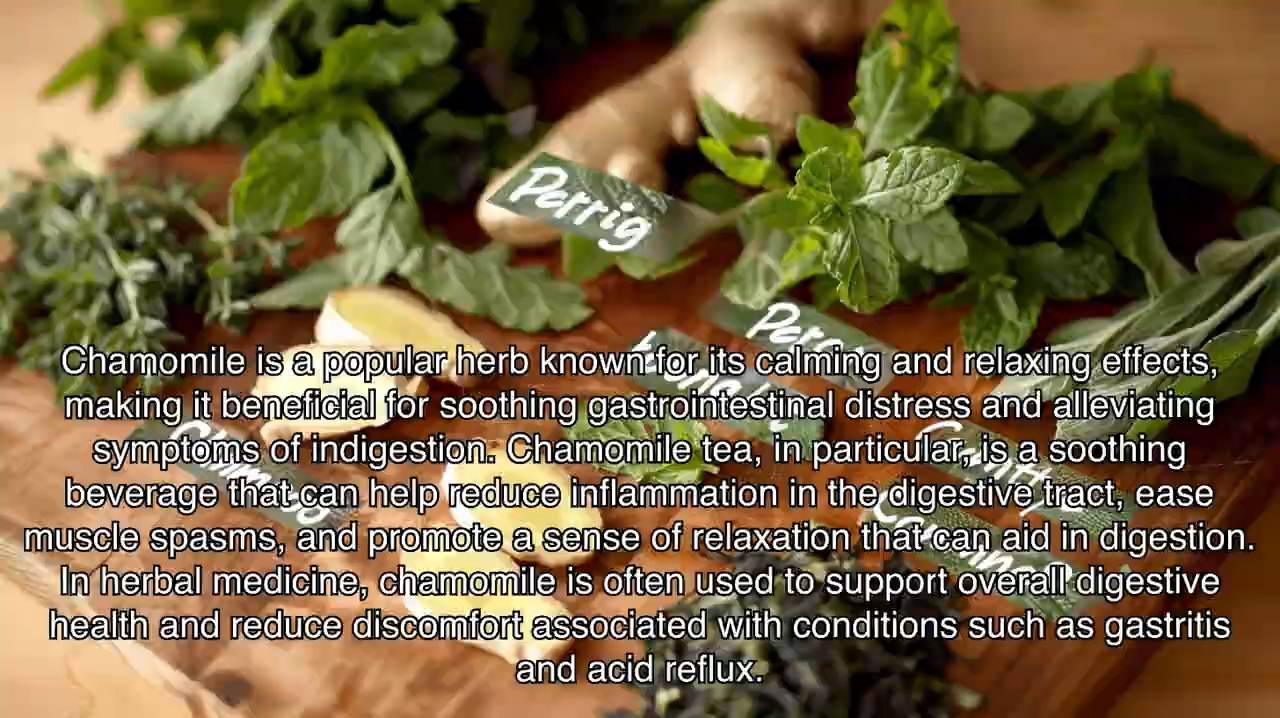 Porrig
Chamomile is a popular herb known for its calming and relaxing effects,
making it beneficial for soothing gastrointestinal distress and alleviating
symptoms of indigestion. Chamomile tea, in particular, is a soothing
beverage that can help reduce inflammation in the digestive tract, ease
muscle spasms, and promote a sense of relaxation that can aid in digestion.
In herbal medicine, chamomile is often used to support overall digestive
health and reduce discomfort associated with conditions such as gastritis
and acid reflux.